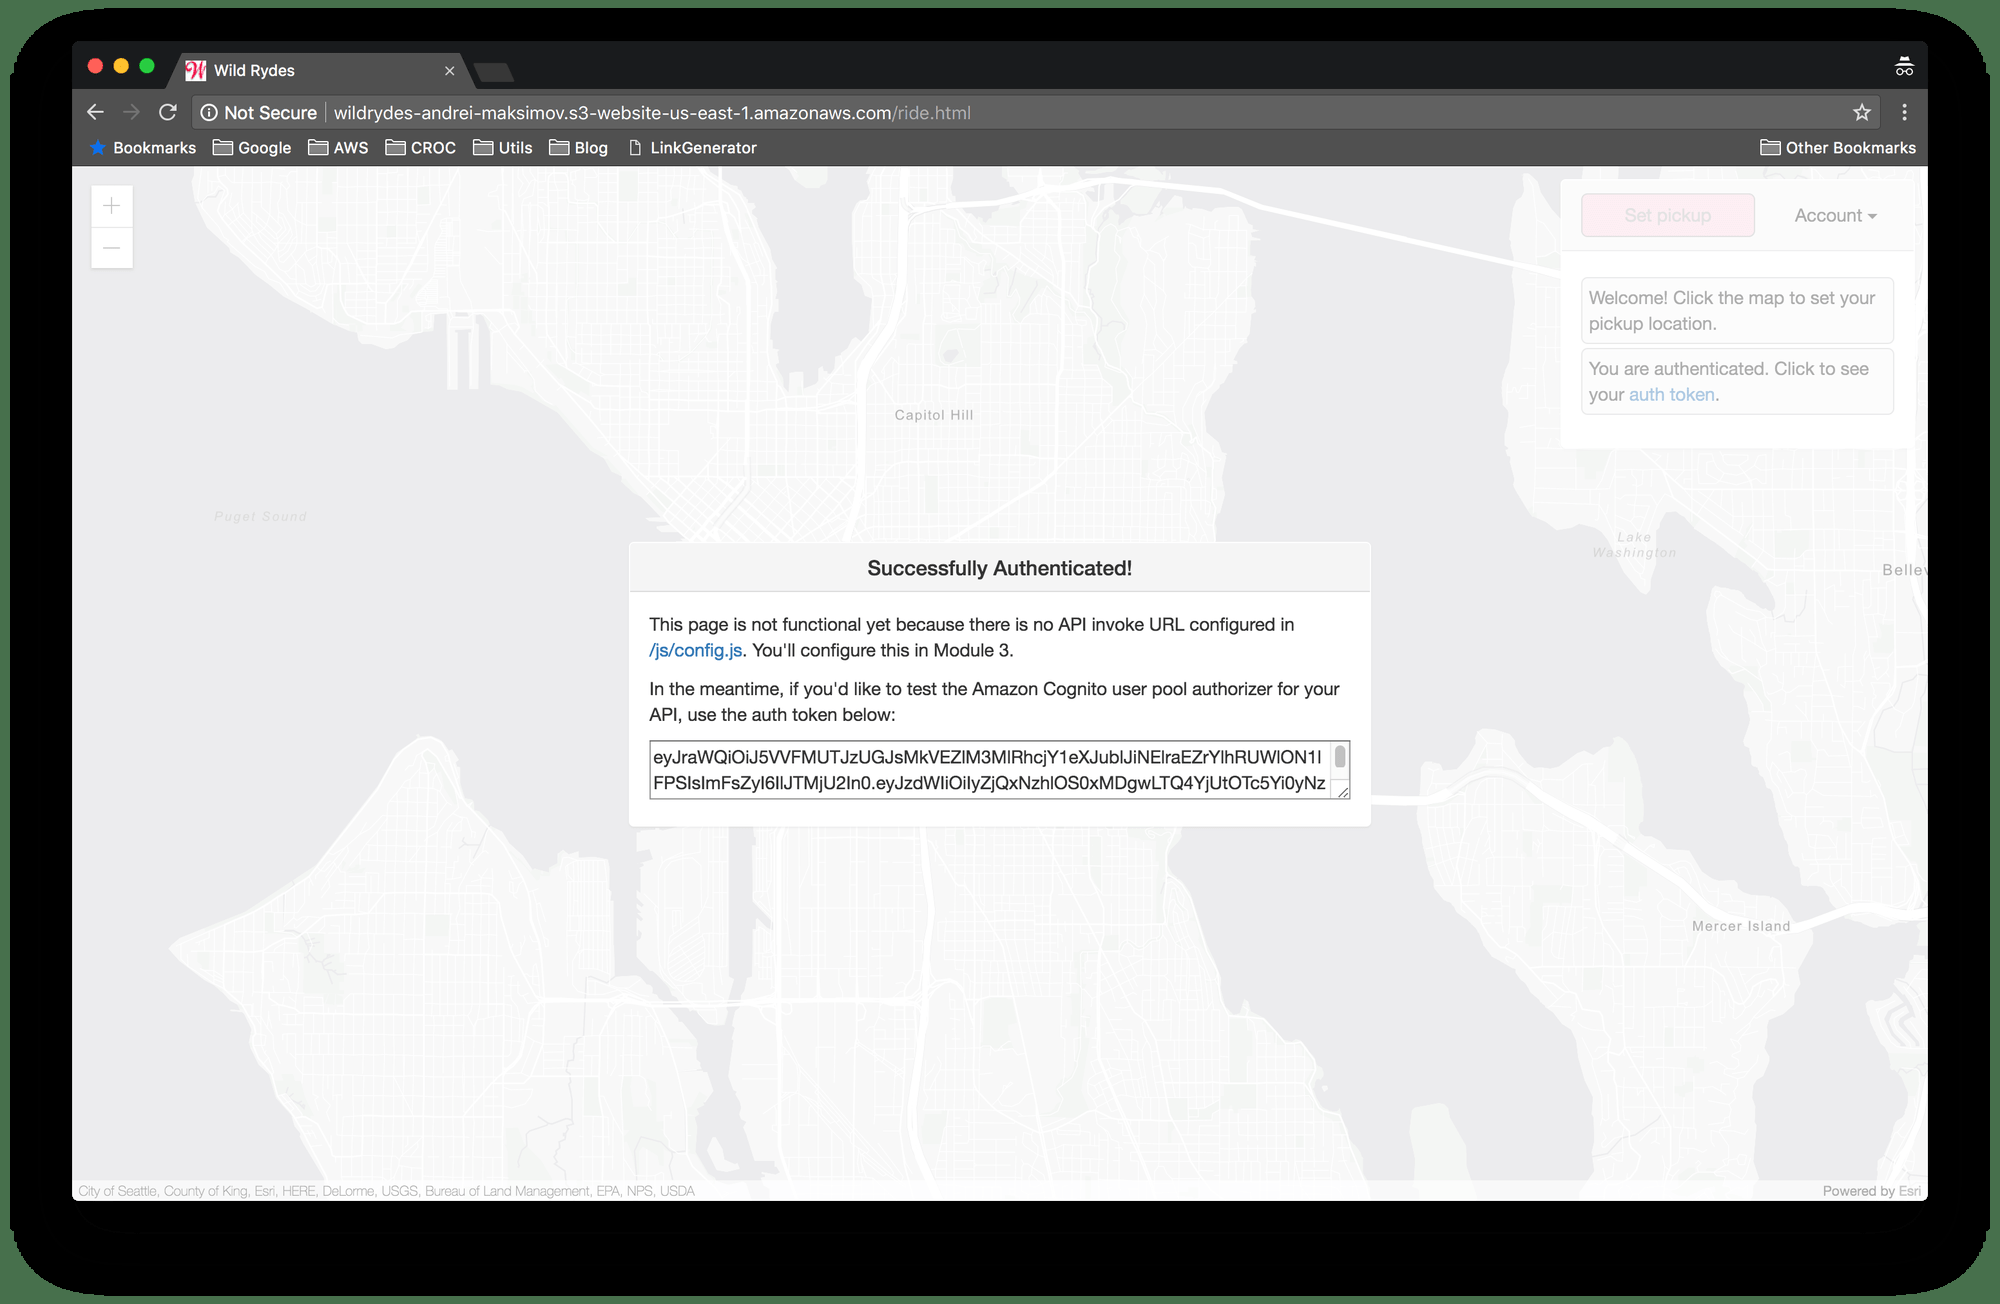 Wild Rydes
Not Secure wildrydes-andrei-maksimov.s3-website-us-east-1.amazonaws.com/ride.html
Bookmarks Google AWS CROC Utils Blog LinkGenerator Other Bookmarks
Set pickup Account
Welcome! Click the map to set your
pickup location.
You are authenticated. Click to see
your auth token.
Capitol Hill
Puget Sound
Lake
Washington
Bellev
Successfully Authenticated!
This page is not functional yet because there is no API invoke URL configured in
/js/config.js. You'll configure this in Module 3.
In the meantime, if you'd like to test the Amazon Cognito user pool authorizer for your
API, use the auth token below:
eyJraWQiOiJ5VVFMUTJzUGJsMkVEZlM3MlRhcjY1eXJublJiNElraEZrYlhRUWlON1l
FPSIsImFsZyI6IlJTMjU2In0.eyJzdWIiOiIyZjQxNzhlOS0xMDgwLTQ4YjUtOTc5Yi0yNz
Mercer Island
City of Seattle, County of King, Esri, HERE, DeLorme, USGS, Bureau of Land Management, EPA, NPS, USDA
Powered by Esri